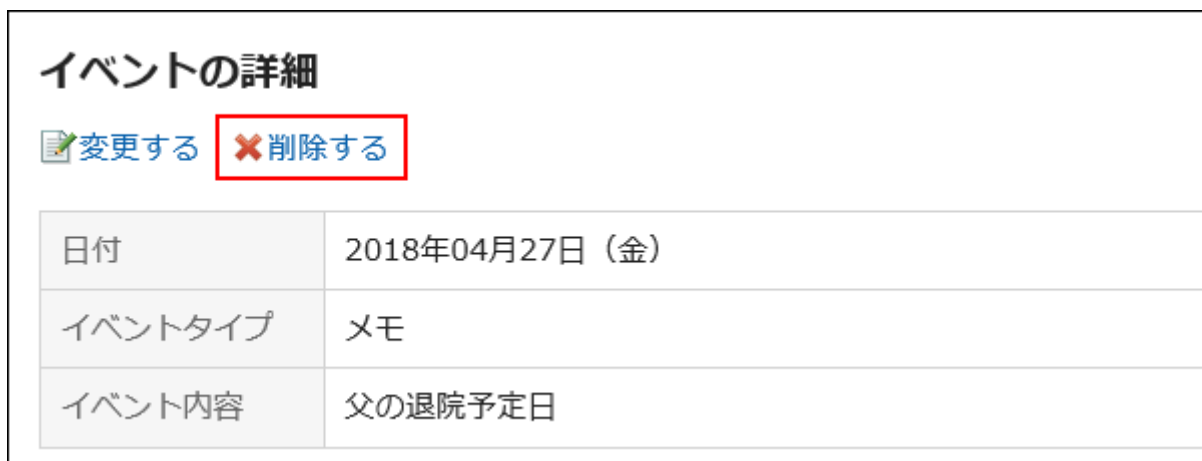 イベントの詳細
変更する 削除する
日付 2018年04月27日（金）
イベントタイプ メモ
イベント内容 父の退院予定日